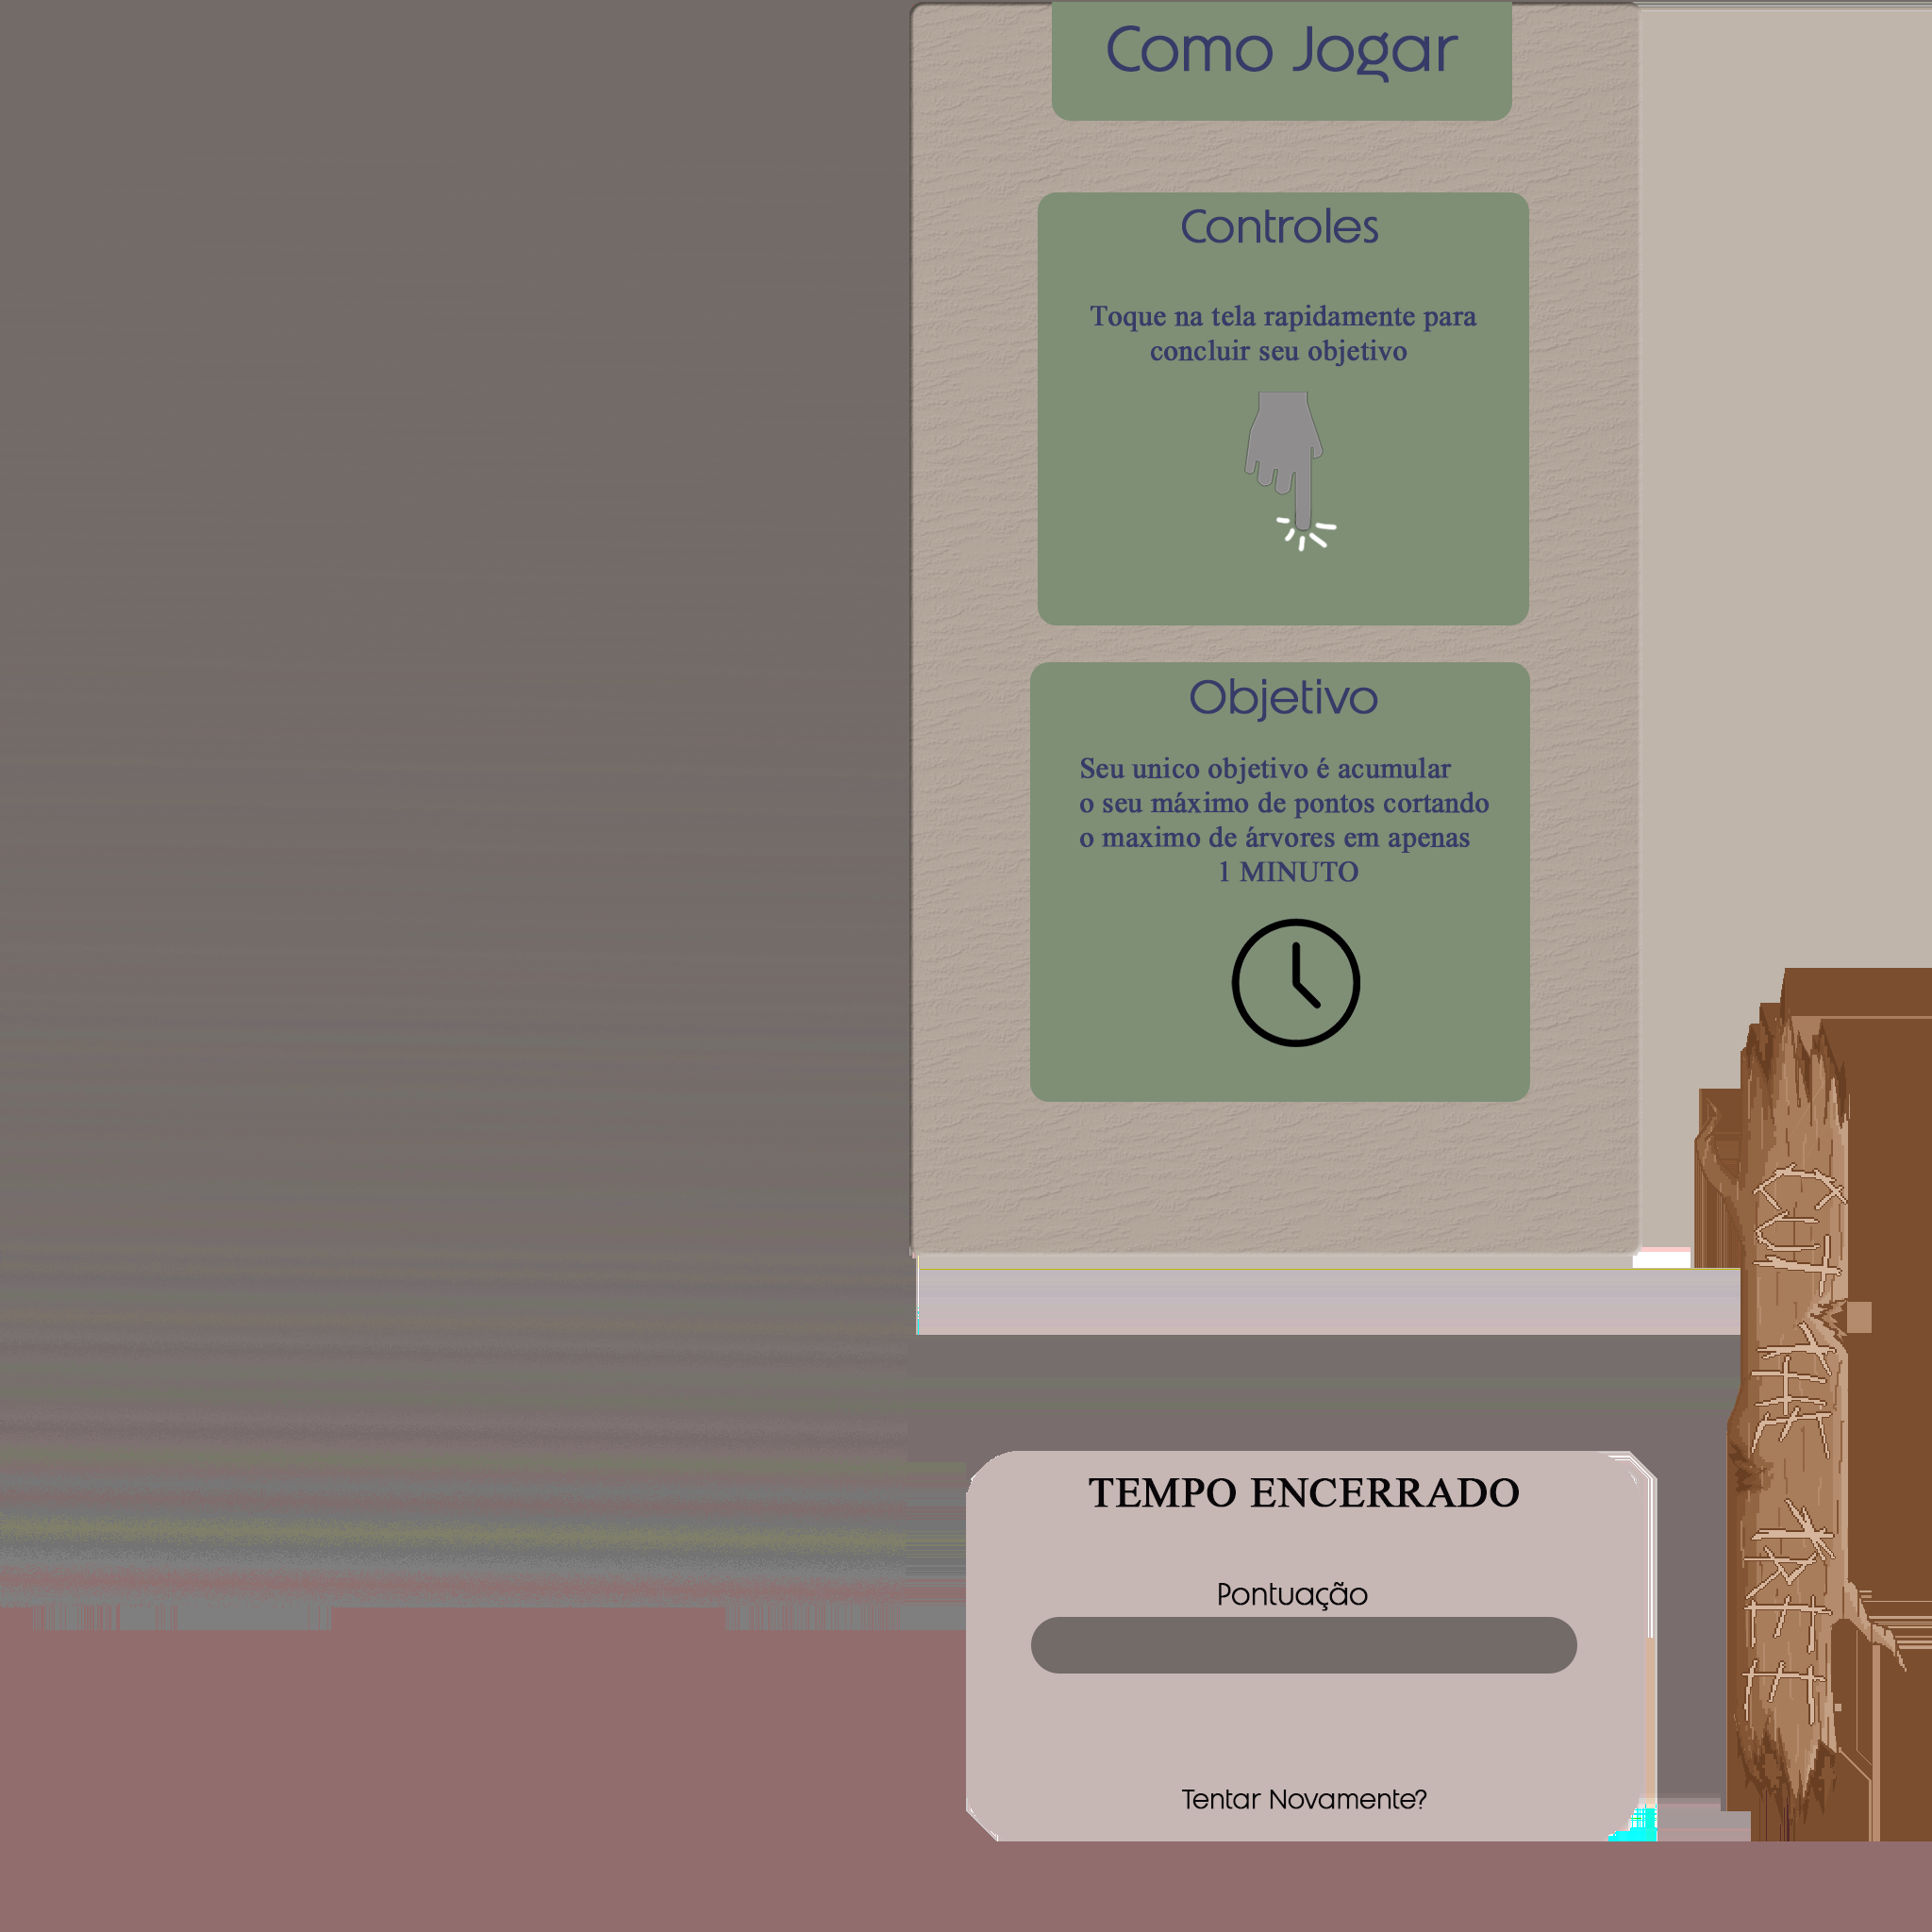 Como Jogar
Controles
Toque na tela rapidamente para
concluir seu objetivo
Objetivo
Seu unico objetivo é acumular
o seu máximo de pontos cortando
o maximo de árvores em apenas
1 MINUTO
CUT THE TREE
TEMPO ENCERRADO
Pontuação
Tentar Novamente?